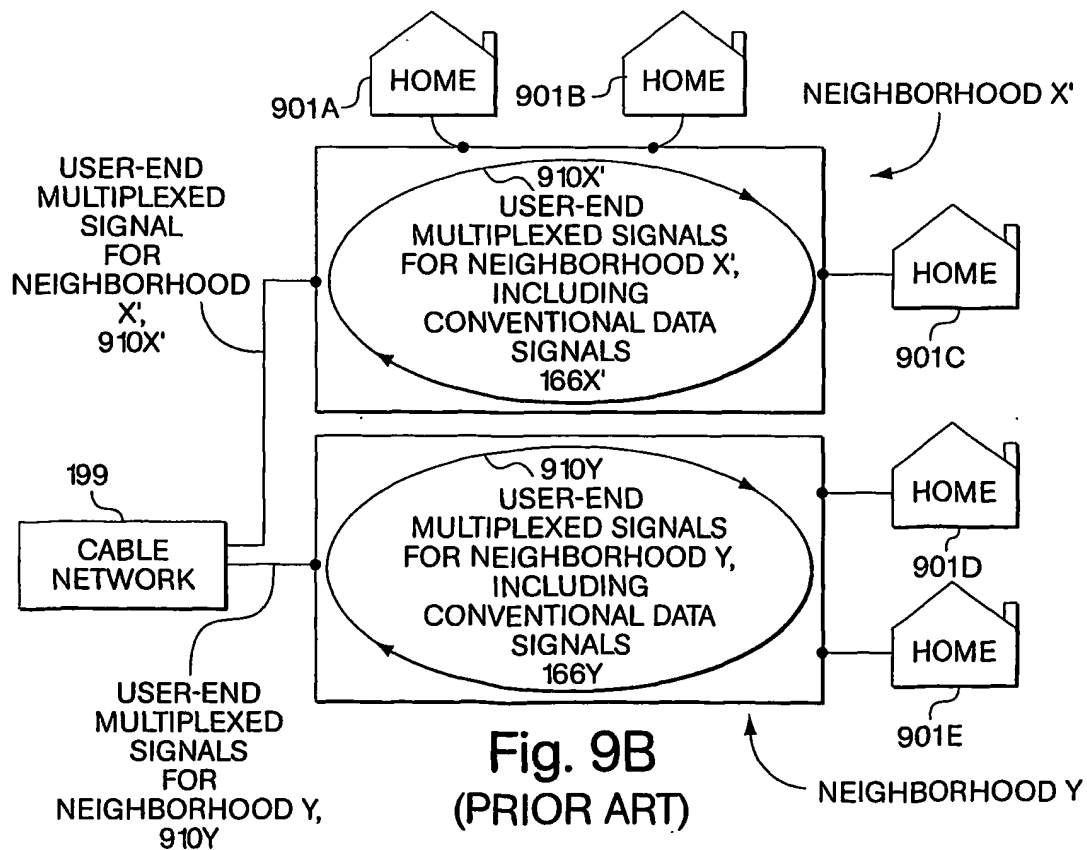 HOME
901A
HOME
901B
NEIGHBORHOOD X'
USER-END
MULTIPLEXED
SIGNAL
FOR
NEIGHBORHOOD
X',
910X'
910X'
USER-END
MULTIPLEXED SIGNALS
FOR NEIGHBORHOOD X',
INCLUDING
CONVENTIONAL DATA
SIGNALS
166X'
HOME
901C
199
CABLE
NETWORK
910Y
USER-END
MULTIPLEXED SIGNALS
FOR NEIGHBORHOOD Y,
INCLUDING
CONVENTIONAL DATA
SIGNALS
166Y
HOME
901D
HOME
901E
USER-END
MULTIPLEXED
SIGNALS
FOR
NEIGHBORHOOD Y,
910Y
NEIGHBORHOOD Y
Fig. 9B
(PRIOR ART)